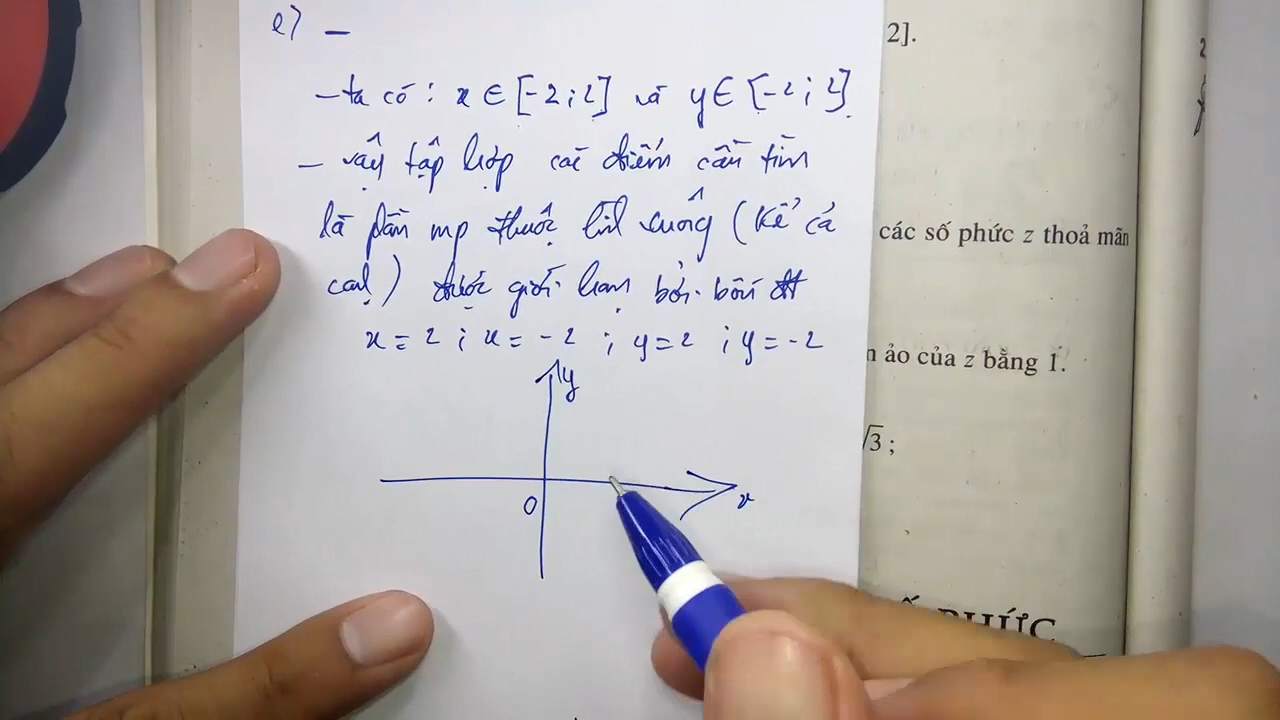 e) –
– ta có: x ∈ [-2; 2] và y ∈ [-2; 2]
– vậy tập hợp các điểm cần tìm
là phần mp thuộc hình vuông (kể cả
cạnh) được giới hạn bởi bốn đt
x = 2 ; x = -2 ; y = 2 ; y = -2
y
O
x
2].
các số phức z thoả mãn
ảo của z bằng 1.
√3 ;
PHỨC